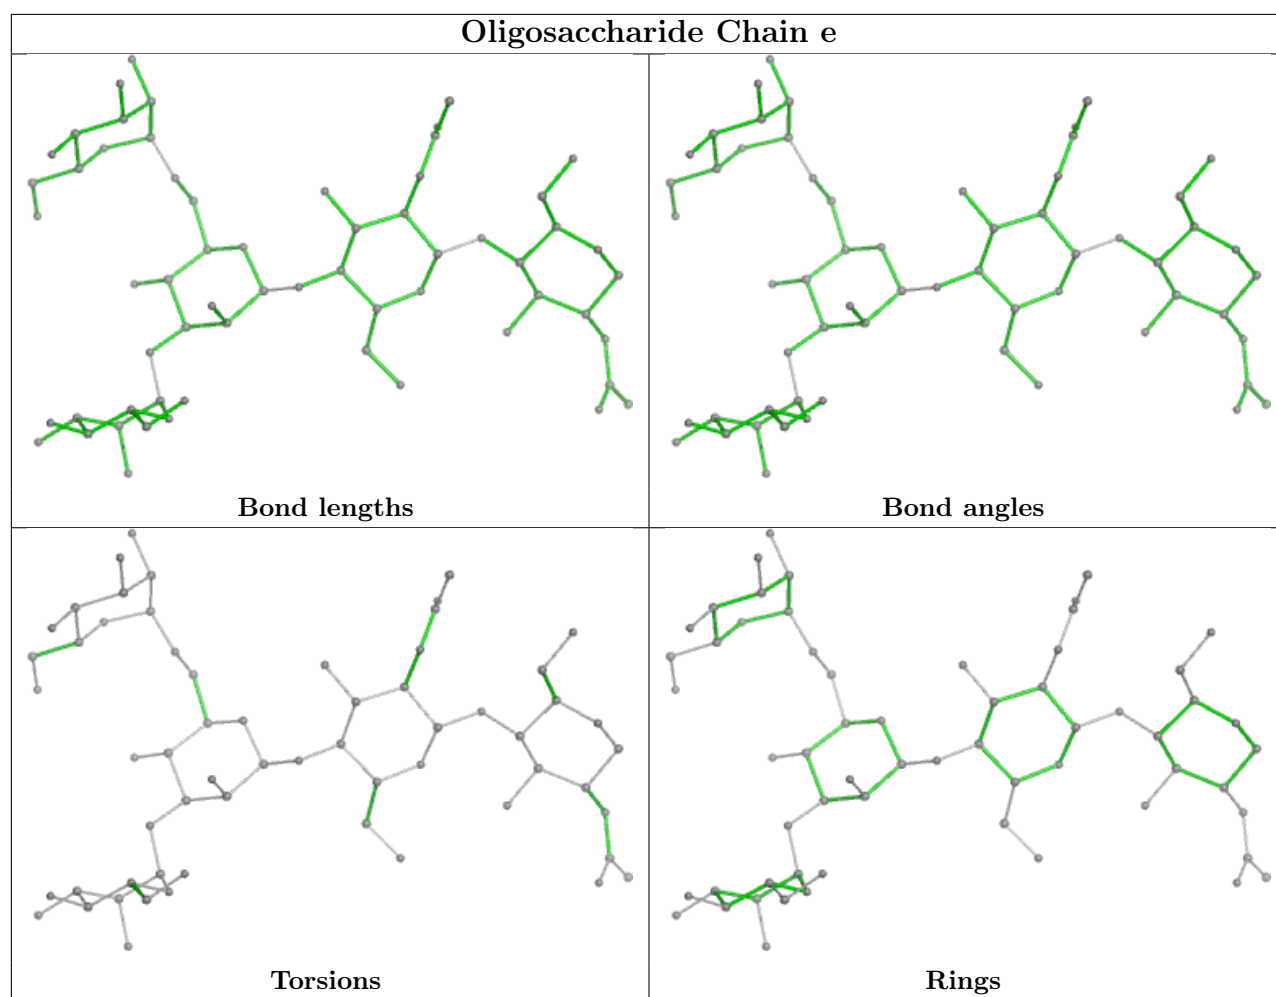 Oligosaccharide Chain e
Bond lengths
Bond angles
Torsions
Rings